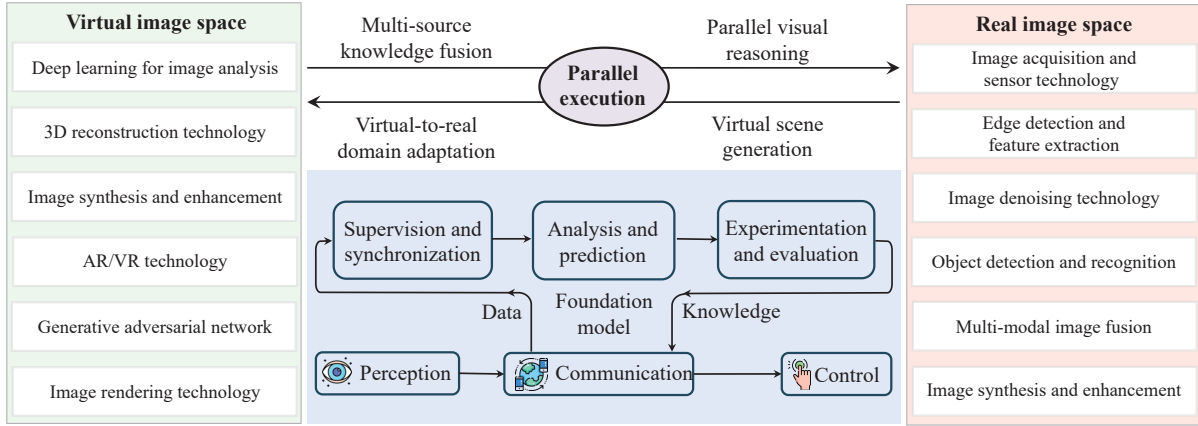 Virtual image space
Deep learning for image analysis
3D reconstruction technology
Image synthesis and enhancement
AR/VR technology
Generative adversarial network
Image rendering technology
Multi-source
knowledge fusion
Parallel visual
reasoning
Parallel
execution
Virtual-to-real
domain adaptation
Virtual scene
generation
Supervision and
synchronization
Analysis and
prediction
Experimentation
and evaluation
Data
Foundation
model
Knowledge
Perception
Communication
Control
Real image space
Image acquisition and
sensor technology
Edge detection and
feature extraction
Image denoising technology
Object detection and recognition
Multi-modal image fusion
Image synthesis and enhancement